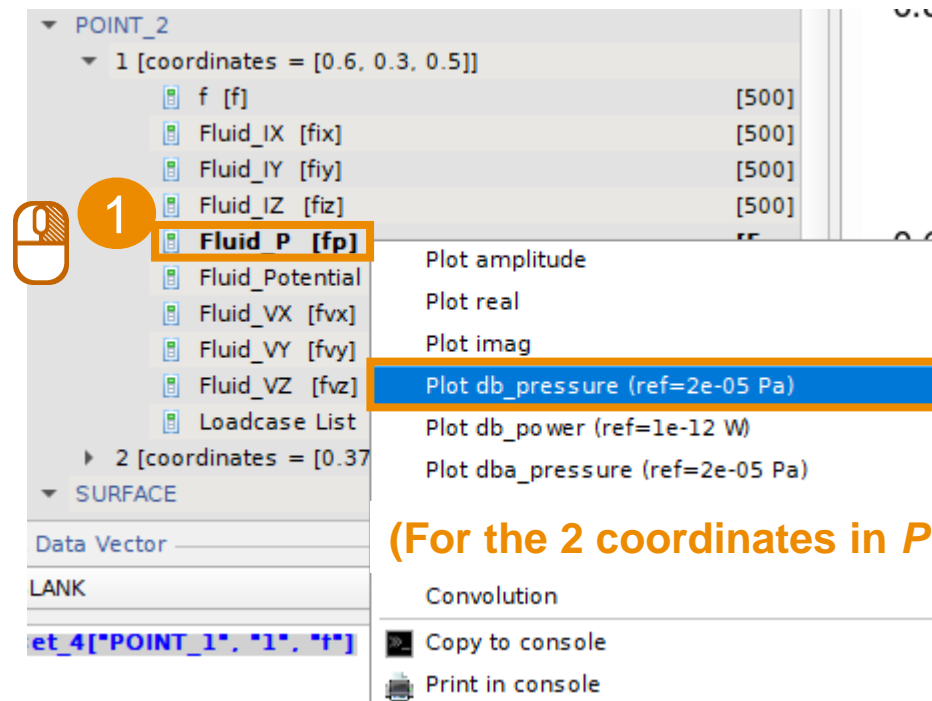 POINT_2
1 [coordinates = [0.6, 0.3, 0.5]]
f [f] [500]
Fluid_IX [fix] [500]
Fluid_IY [fiy] [500]
Fluid_IZ [fiz] [500]
1
Fluid_P [fp]
Fluid_Potential
Fluid_VX [fvx]
Fluid_VY [fvy]
Fluid_VZ [fvz]
Loadcase List
2 [coordinates = [0.37
SURFACE
Data Vector
LANK
et_4["POINT_1", "1", "f"]
Plot amplitude
Plot real
Plot imag
Plot db_pressure (ref=2e-05 Pa)
Plot db_power (ref=1e-12 W)
Plot dba_pressure (ref=2e-05 Pa)
(For the 2 coordinates in P
Convolution
Copy to console
Print in console